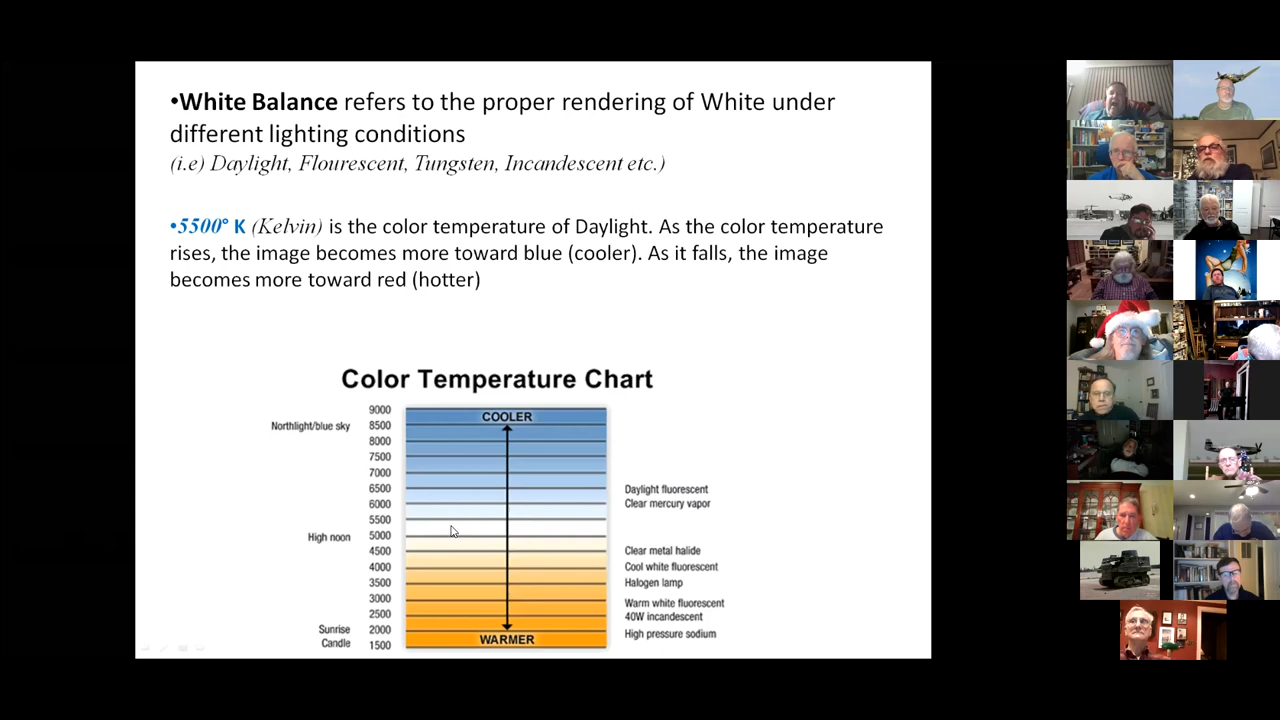 •White Balance refers to the proper rendering of White under
different lighting conditions
(i.e) Daylight, Flourescent, Tungsten, Incandescent etc.)
•5500° K (Kelvin) is the color temperature of Daylight. As the color temperature
rises, the image becomes more toward blue (cooler). As it falls, the image
becomes more toward red (hotter)
Color Temperature Chart
9000
COOLER
Northlight/blue sky
8500
8000
7500
7000
6500
Daylight fluorescent
6000
Clear mercury vapor
5500
High noon
5000
4500
Clear metal halide
4000
Cool white fluorescent
3500
Halogen lamp
3000
Warm white fluorescent
2500
40W incandescent
Sunrise
2000
High pressure sodium
Candle
1500
WARMER